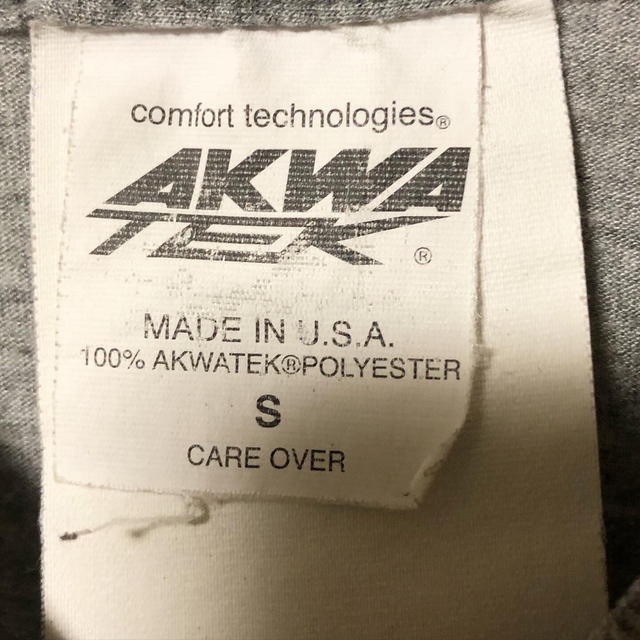 comfort technologies®
AKWA
TEK®
MADE IN U.S.A.
100% AKWATEK®POLYESTER
S
CARE OVER